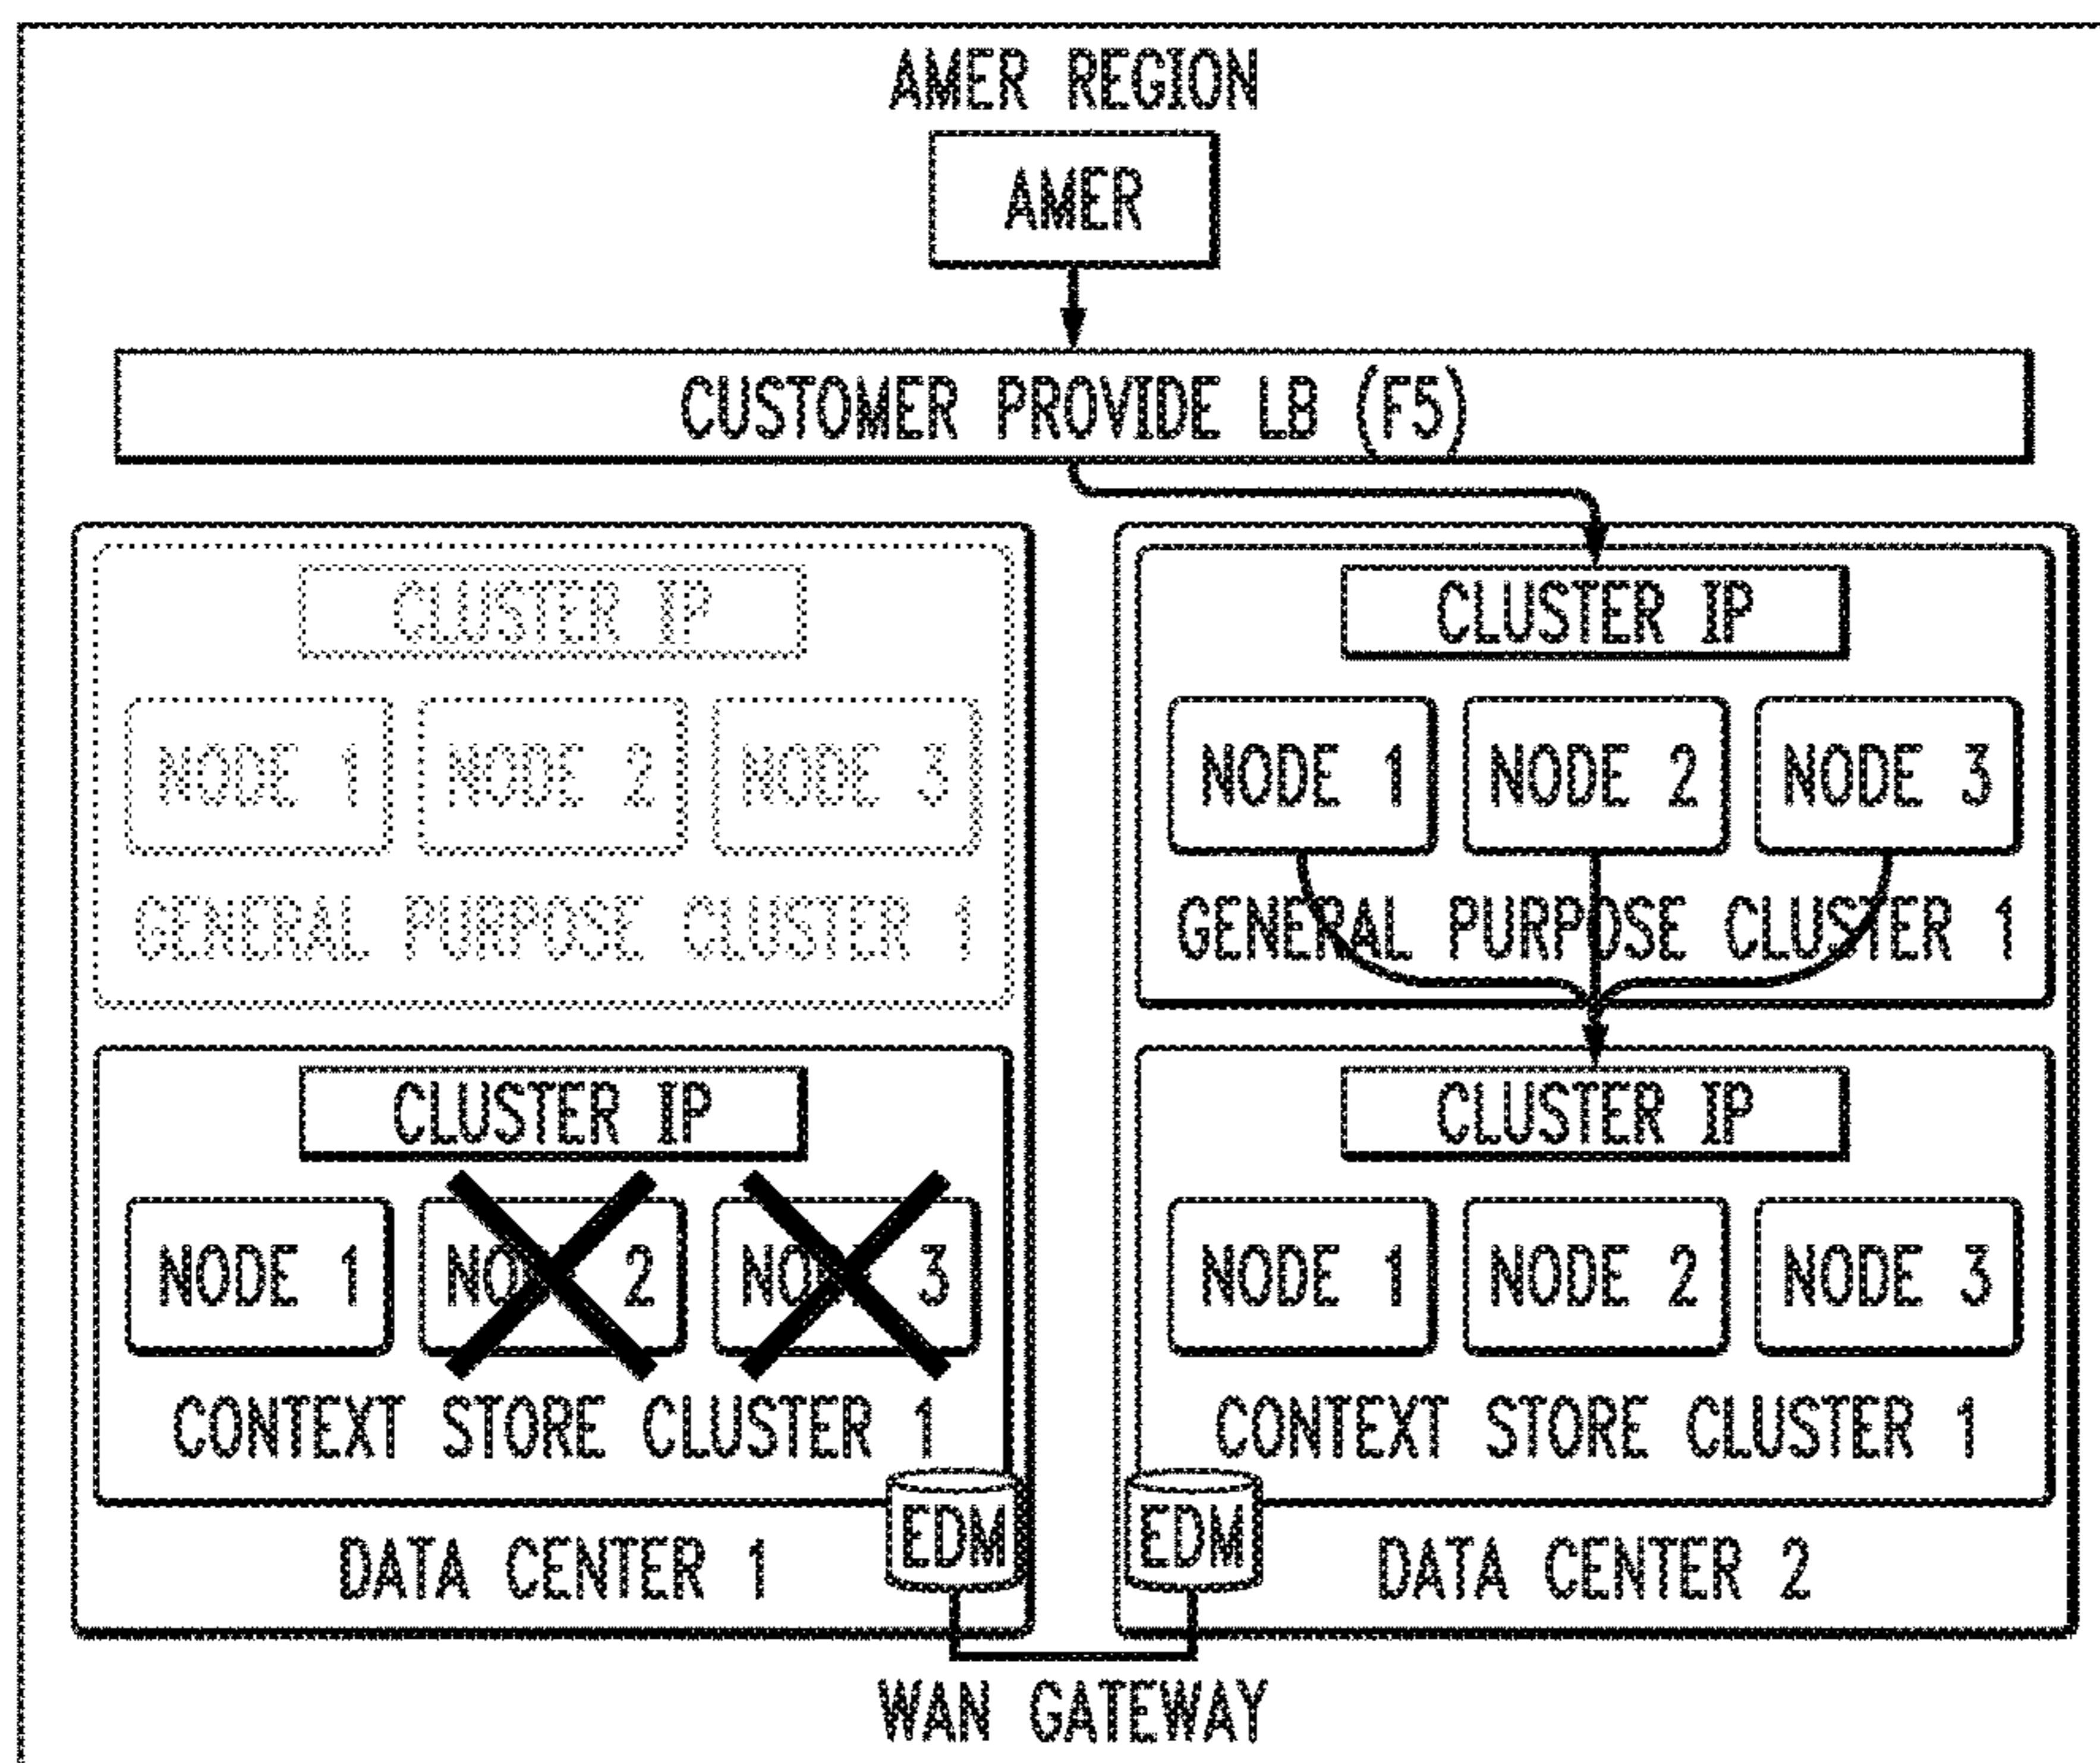 AMER REGION
AMER
CUSTOMER PROVIDE LB (F5)
CLUSTER IP
NODE 1
NODE 2
NODE 3
GENERAL PURPOSE CLUSTER 1
CLUSTER IP
NODE 1
NODE 2
NODE 3
CONTEXT STORE CLUSTER 1
EDM
DATA CENTER 1
CLUSTER IP
NODE 1
NODE 2
NODE 3
GENERAL PURPOSE CLUSTER 1
CLUSTER IP
NODE 1
NODE 2
NODE 3
CONTEXT STORE CLUSTER 1
EDM
DATA CENTER 2
WAN GATEWAY